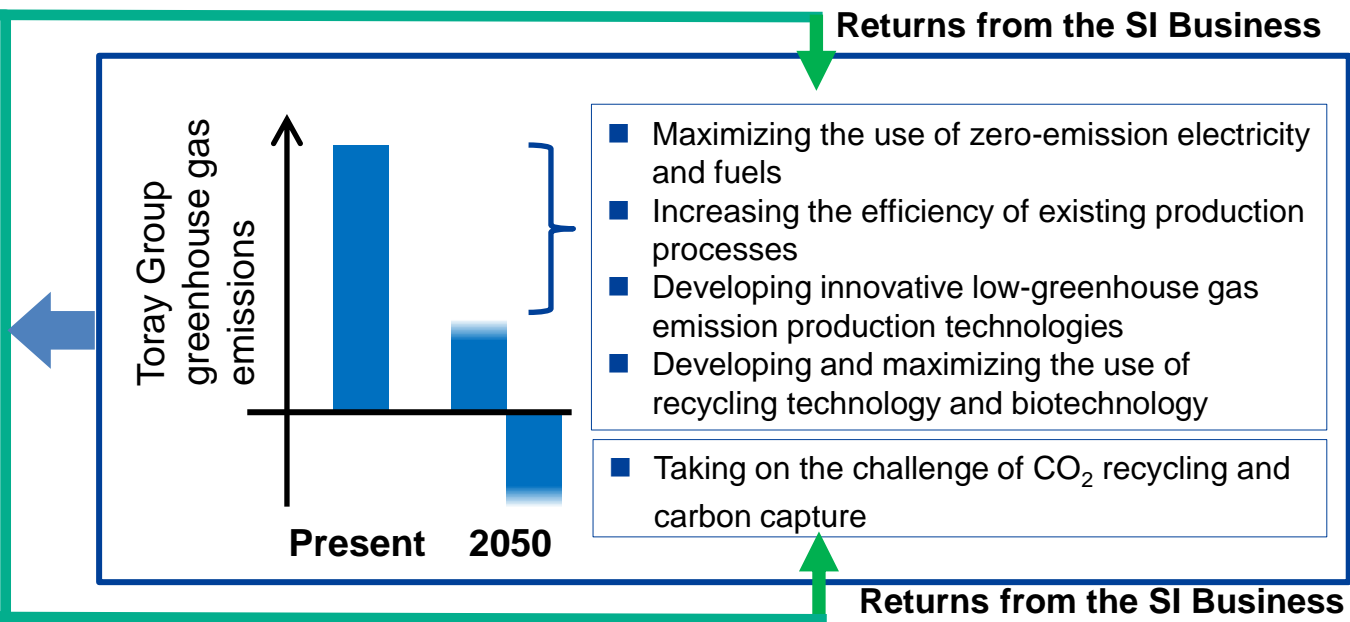 Returns from the SI Business
Toray Group
greenhouse gas
emissions
■ Maximizing the use of zero-emission electricity
and fuels
■ Increasing the efficiency of existing production
processes
■ Developing innovative low-greenhouse gas
emission production technologies
■ Developing and maximizing the use of
recycling technology and biotechnology
■ Taking on the challenge of CO₂ recycling and
carbon capture
Present 2050
Returns from the SI Business